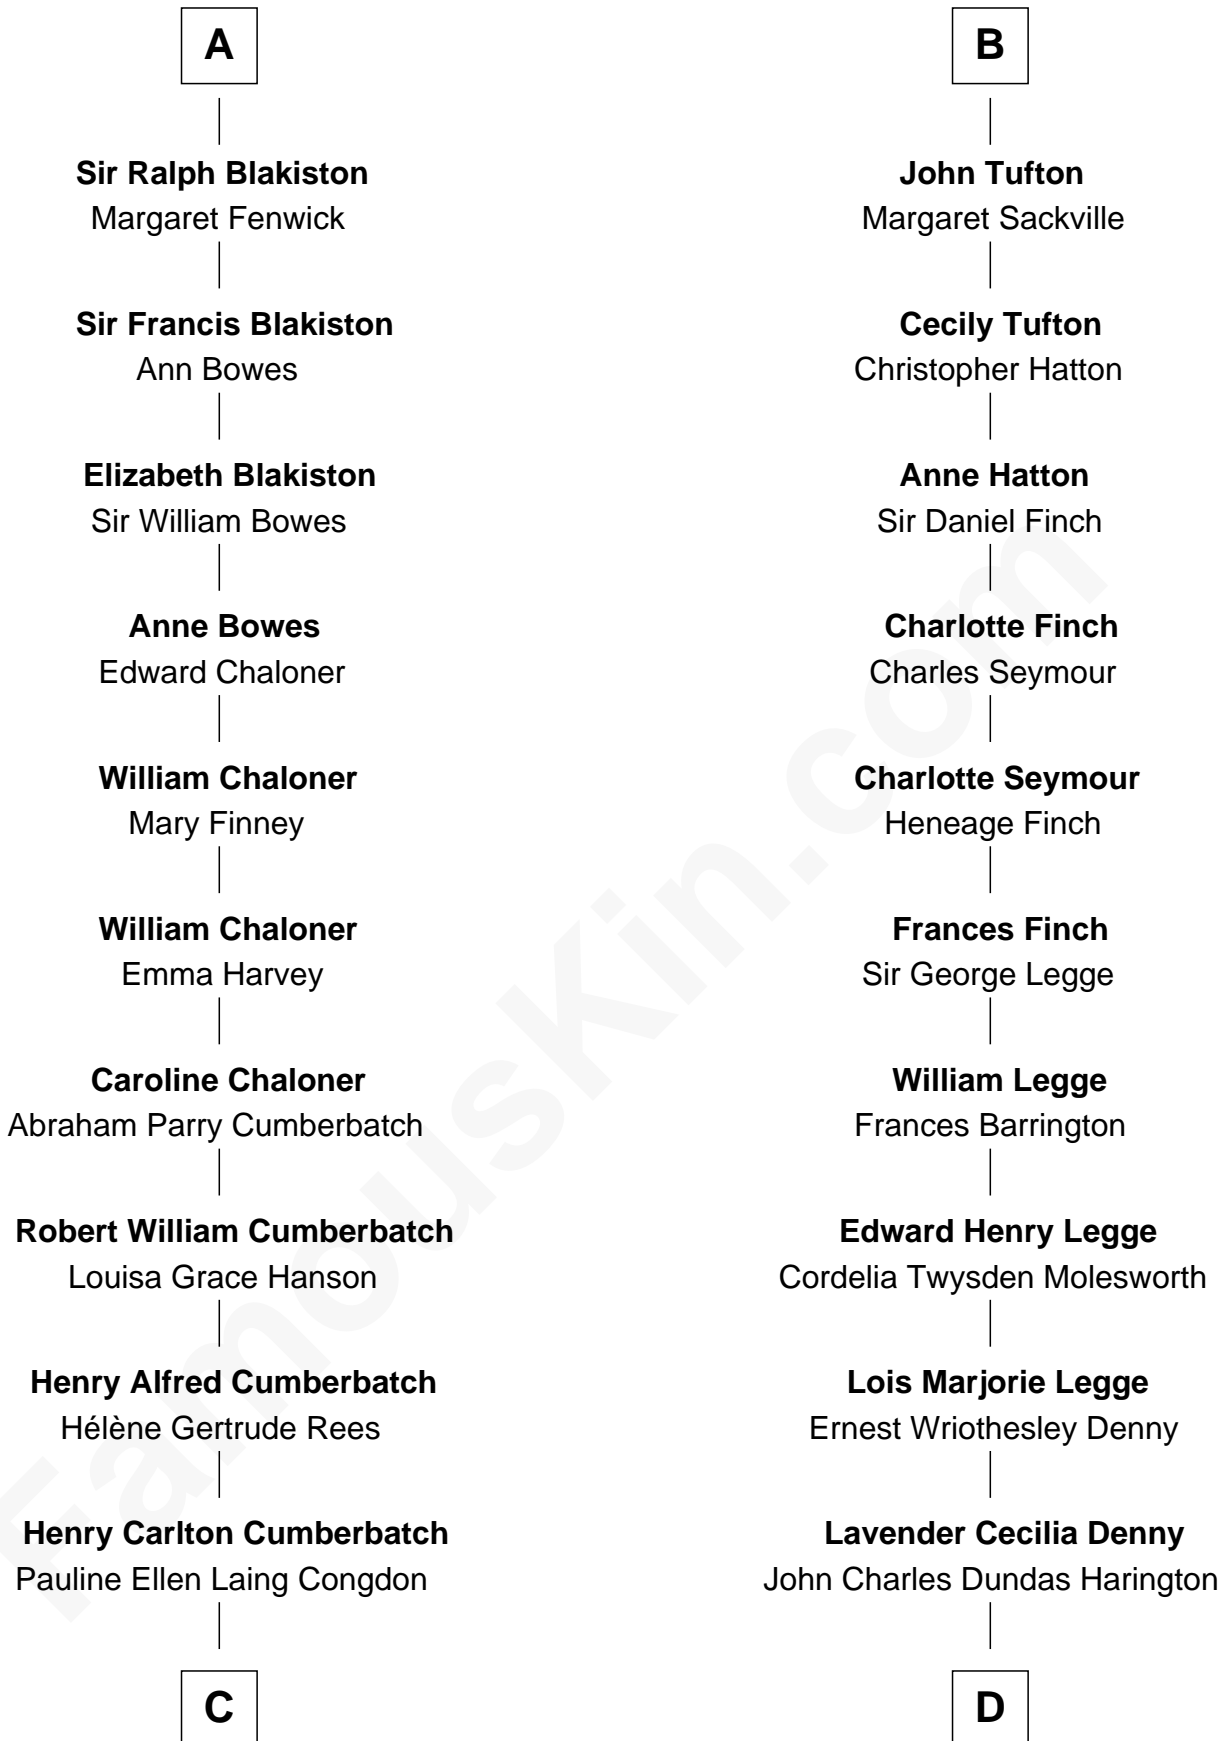 A
Sir Ralph Blakiston
Margaret Fenwick
Sir Francis Blakiston
Ann Bowes
Elizabeth Blakiston
Sir William Bowes
Anne Bowes
Edward Chaloner
William Chaloner
Mary Finney
William Chaloner
Emma Harvey
Caroline Chaloner
Abraham Parry Cumberbatch
Robert William Cumberbatch
Louisa Grace Hanson
Henry Alfred Cumberbatch
Hélène Gertrude Rees
Henry Carlton Cumberbatch
Pauline Ellen Laing Congdon
C
B
John Tufton
Margaret Sackville
Cecily Tufton
Christopher Hatton
Anne Hatton
Sir Daniel Finch
Charlotte Finch
Charles Seymour
Charlotte Seymour
Heneage Finch
Frances Finch
Sir George Legge
William Legge
Frances Barrington
Edward Henry Legge
Cordelia Twysden Molesworth
Lois Marjorie Legge
Ernest Wriothesley Denny
Lavender Cecilia Denny
John Charles Dundas Harington
D
FamousKin.com